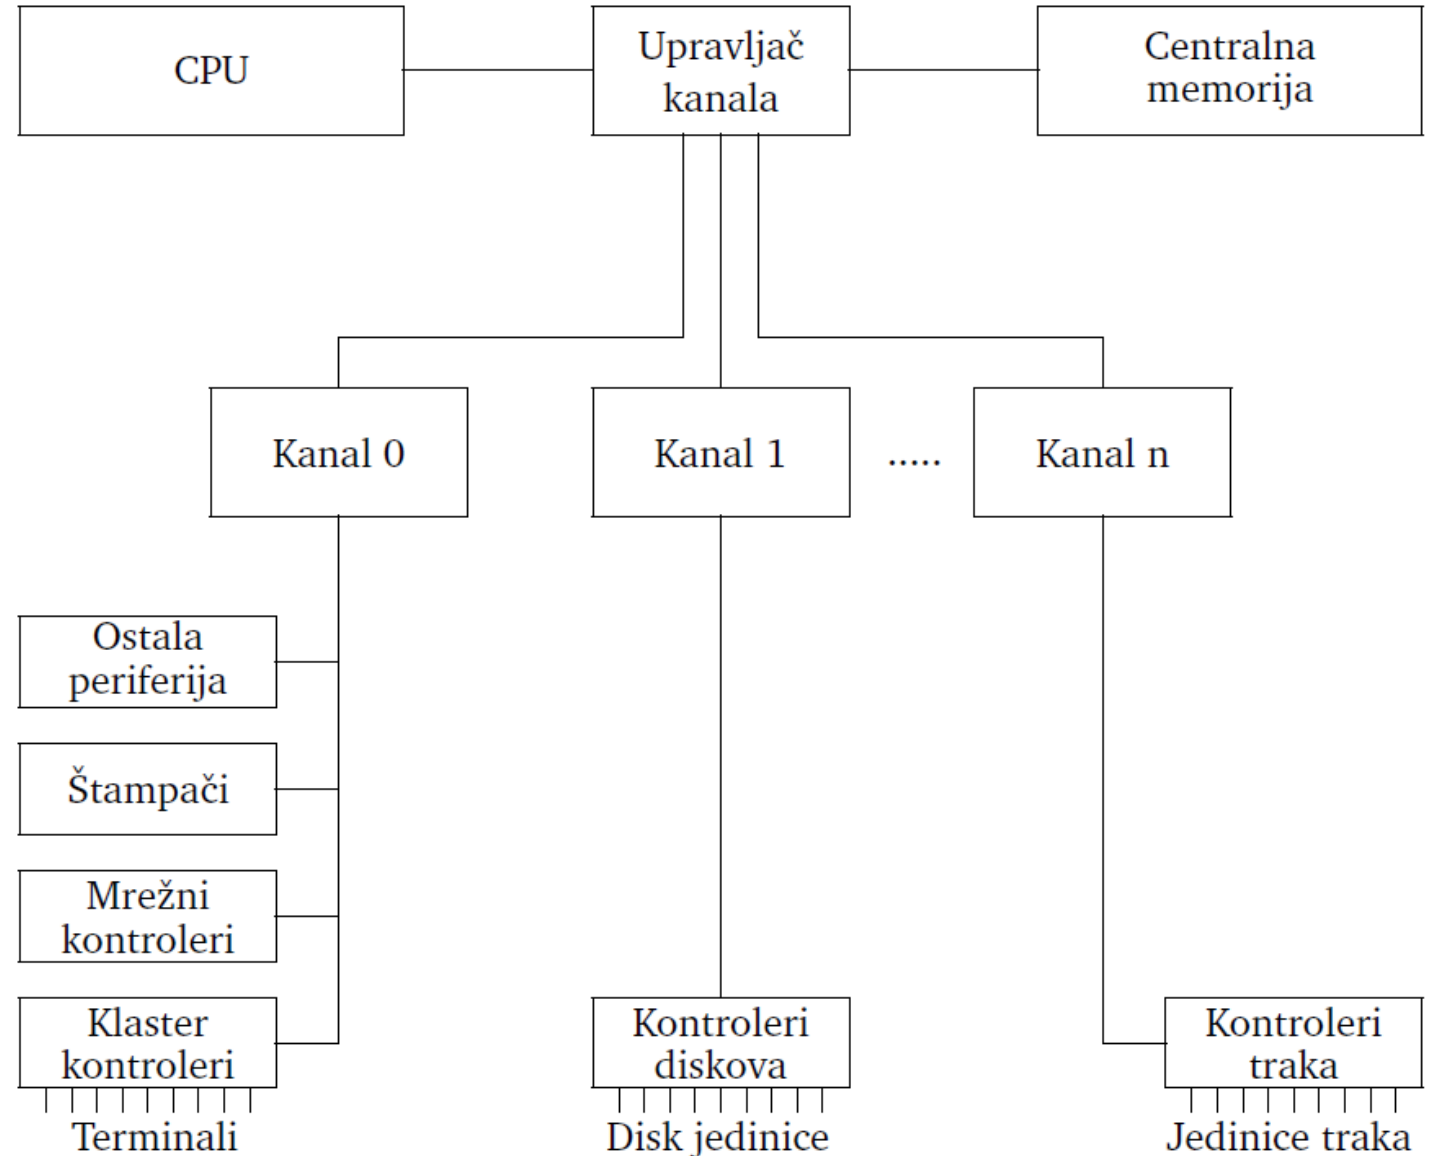 CPU
Upravljač
kanala
Centralna
memorija
Kanal 0
Kanal 1
.....
Kanal n
Ostala
periferija
Štampači
Mrežni
kontroleri
Klaster
kontroleri
Terminali
Kontroleri
diskova
Disk jedinice
Kontroleri
traka
Jedinice traka